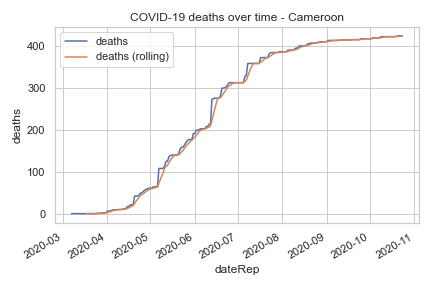 COVID-19 deaths over time - Cameroon
deaths
deaths (rolling)
400
300
200
100
0
deaths
2020-03
2020-04
2020-05
2020-06
2020-07
2020-08
2020-09
2020-10
2020-11
dateRep